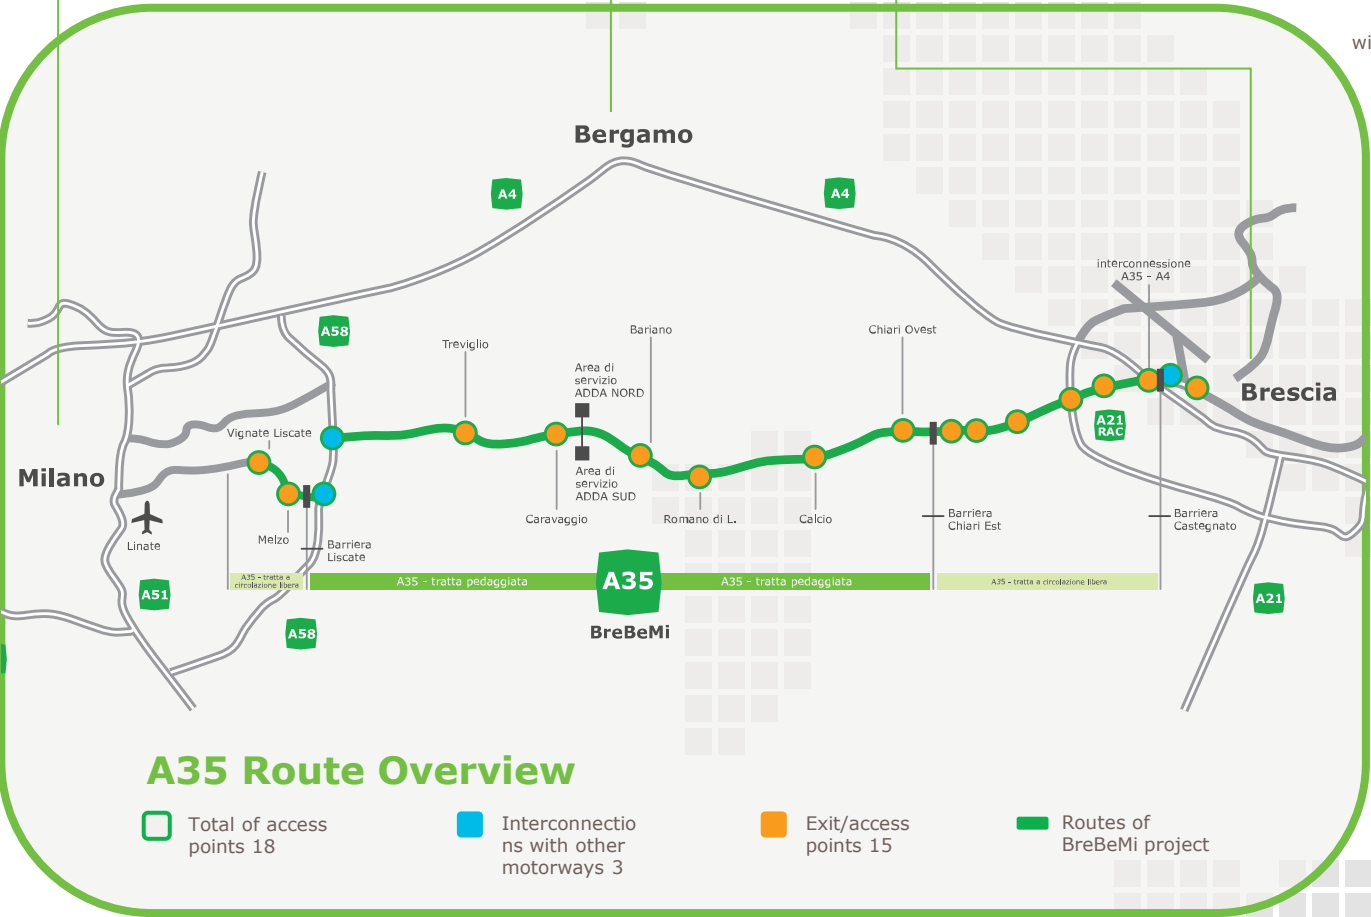 wi
Bergamo
A4
A4
interconnessione
A35 - A4
A58
Bariano
Chiari Ovest
Treviglio
Area di
servizio
ADDA NORD
Brescia
A21
RAC
Vignate Liscate
Milano
Area di
servizio
ADDA SUD
Linate
Melzo
Barriera
Liscate
Caravaggio
Romano di L.
Calcio
Barriera
Chiari Est
Barriera
Castegnato
A35 - tratta a
circolazione libera
A35 - tratta pedaggiata
A35
A35 - tratta pedaggiata
A35 - tratta a circolazione libera
A51
A58
BreBeMi
A21
A35 Route Overview
Total of access
points 18
Interconnectio
ns with other
motorways 3
Exit/access
points 15
Routes of
BreBeMi project